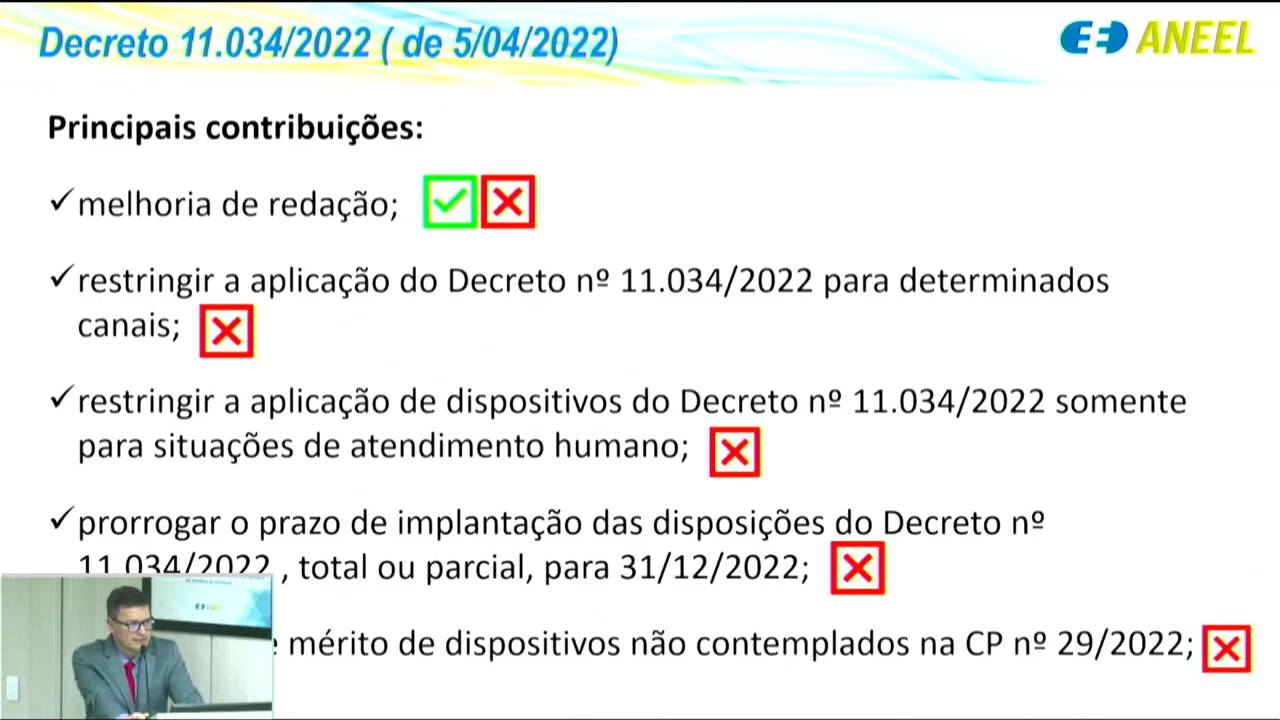 Decreto 11.034/2022 ( de 5/04/2022)
ANEEL
Principais contribuições:
melhoria de redação;
restringir a aplicação do Decreto nº 11.034/2022 para determinados
canais;
restringir a aplicação de dispositivos do Decreto nº 11.034/2022 somente
para situações de atendimento humano;
prorrogar o prazo de implantação das disposições do Decreto nº
11.034/2022 , total ou parcial, para 31/12/2022;
mérito de dispositivos não contemplados na CP nº 29/2022;